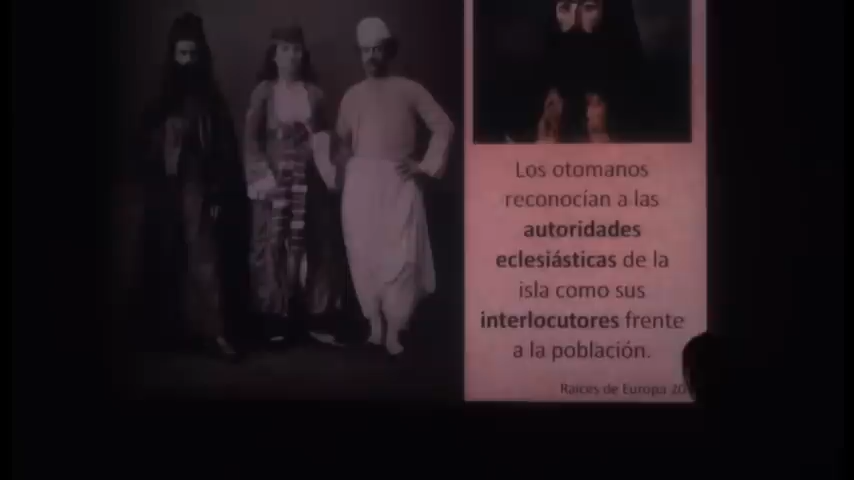 Los otomanos
reconocían a las
autoridades
eclesiásticas de la
isla como sus
interlocutores frente
a la población.
Raíces de Europa